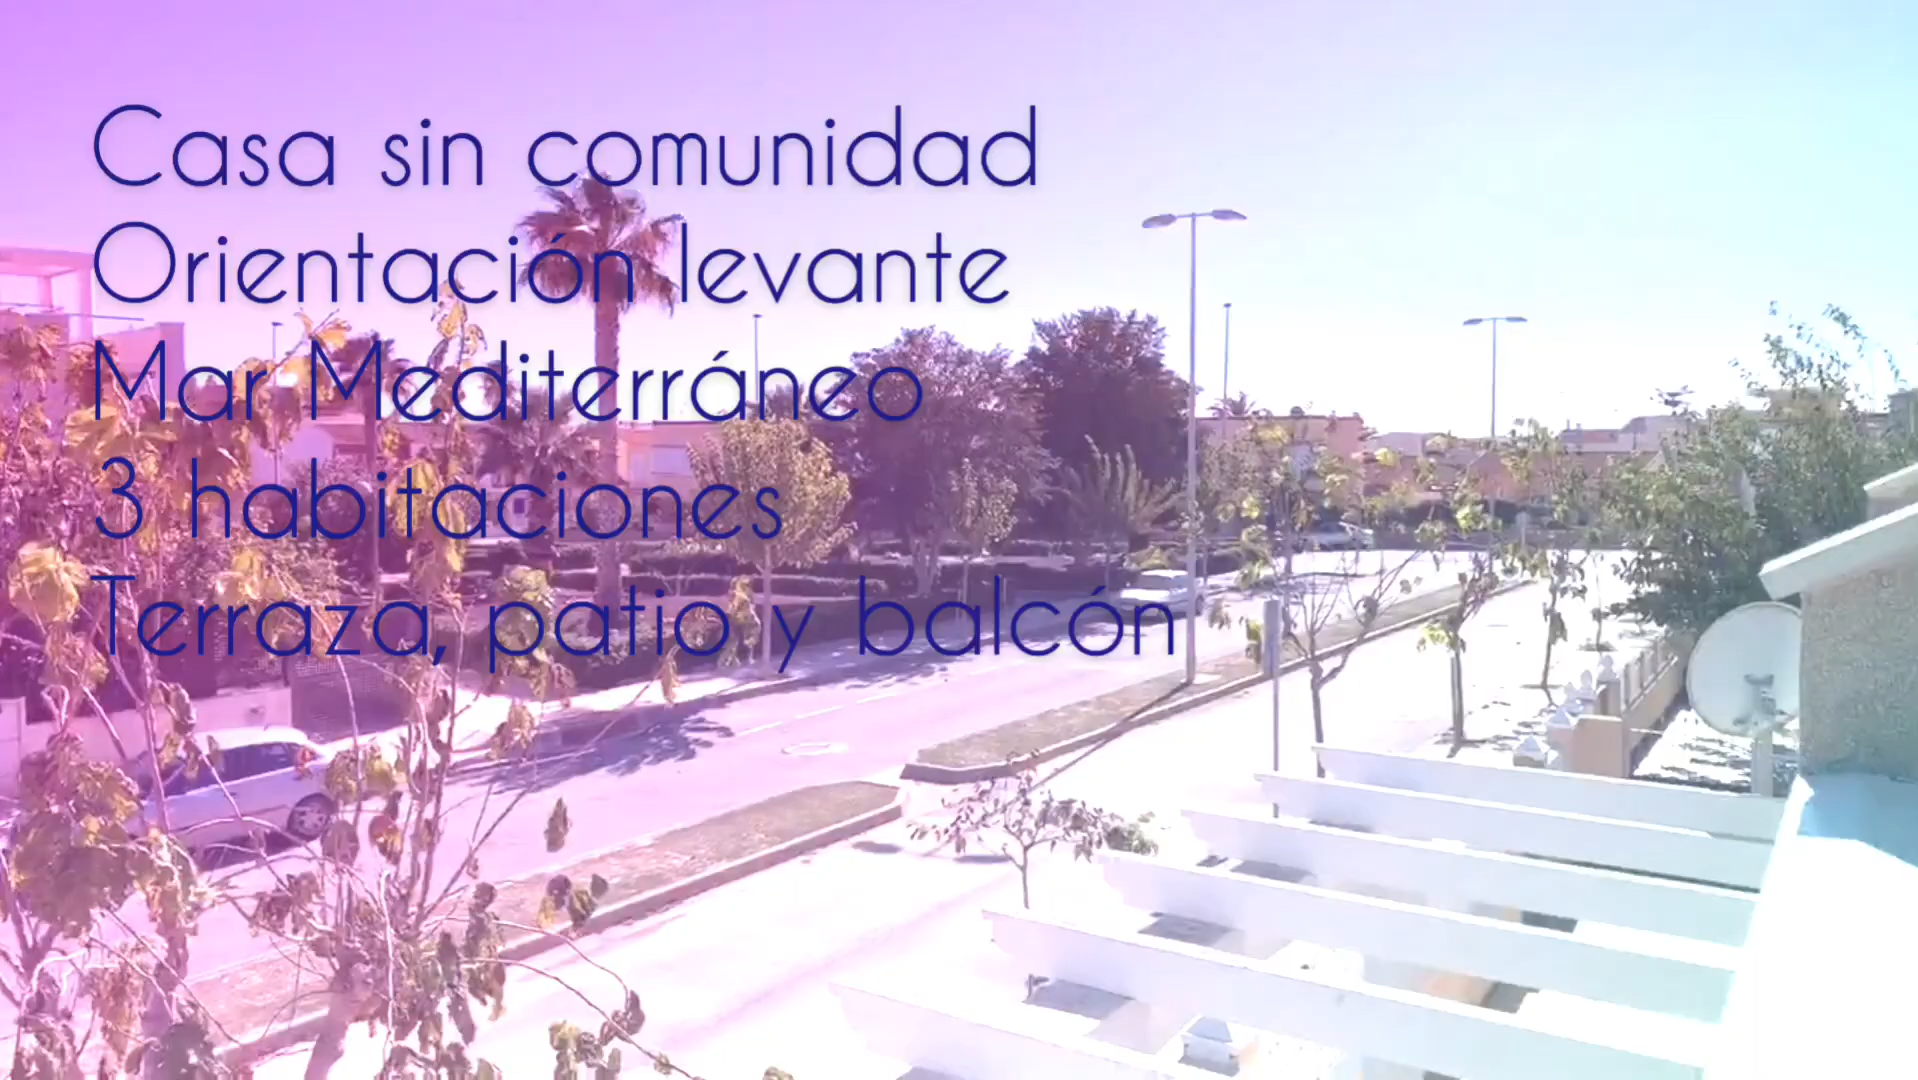 Casa sin comunidad
Orientación levante
Mar Mediterráneo
3 habitaciones
Terraza, patio y balcón